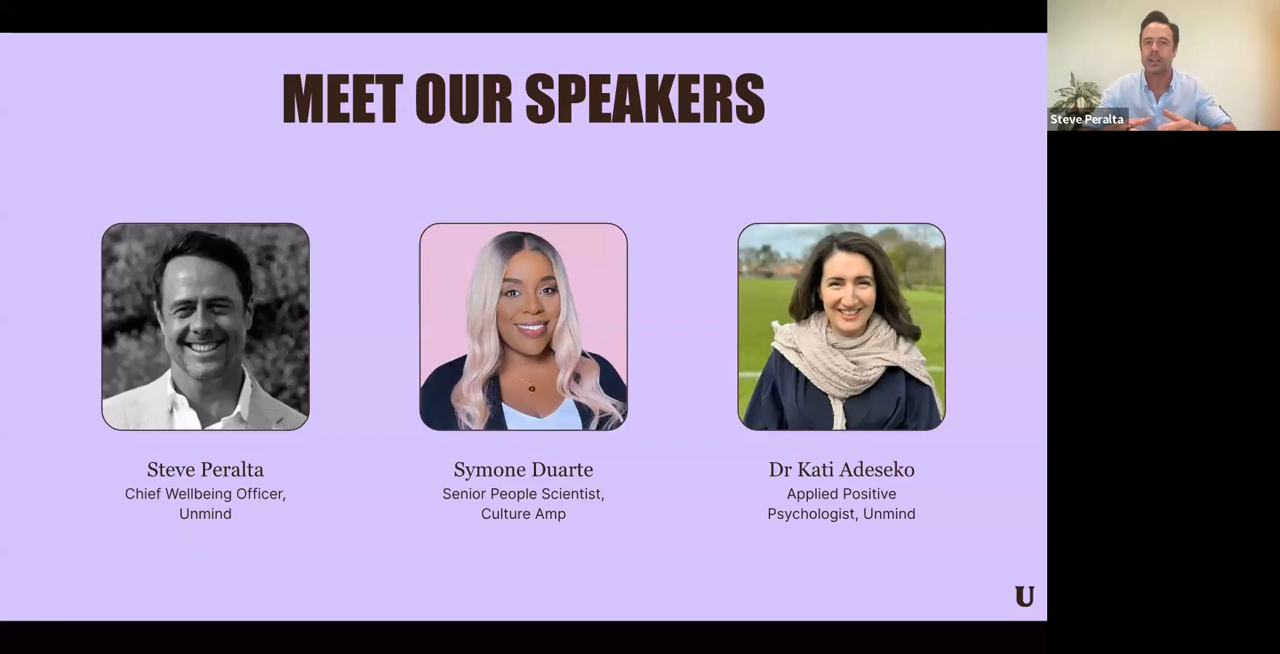 MEET OUR SPEAKERS
Steve Peralta
Steve Peralta
Chief Wellbeing Officer,
Unmind
Symone Duarte
Senior People Scientist,
Culture Amp
Dr Kati Adeseko
Applied Positive
Psychologist, Unmind
U